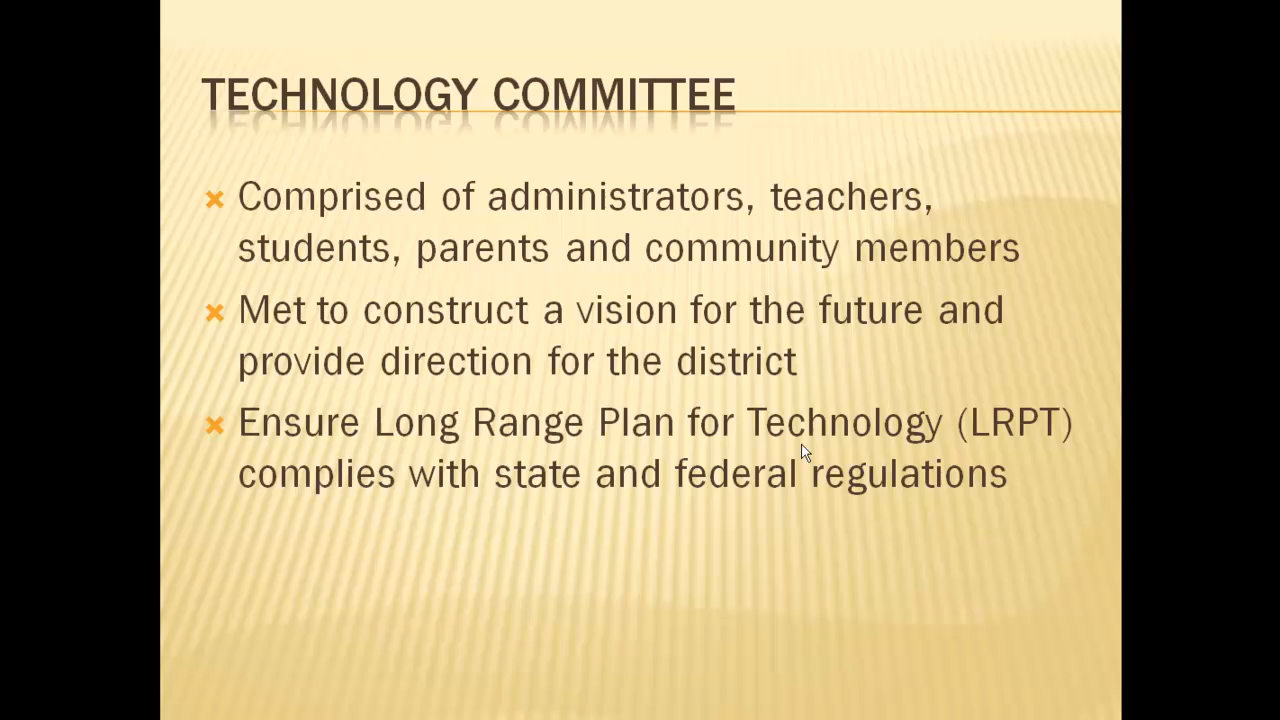 TECHNOLOGY COMMITTEE
Comprised of administrators, teachers,
students, parents and community members
Met to construct a vision for the future and
provide direction for the district
Ensure Long Range Plan for Technology (LRPT)
complies with state and federal regulations